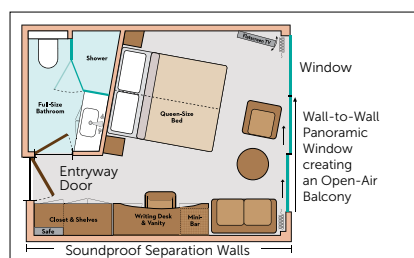 Flatscreen TV
Shower
Window
Full-Size
Bathroom
Queen-Size
Bed
Wall-to-Wall
Panoramic
Window
creating
an Open-Air
Balcony
Entryway
Door
Closet & Shelves
Writing Desk
& Vanity
Mini-
Bar
Safe
Soundproof Separation Walls